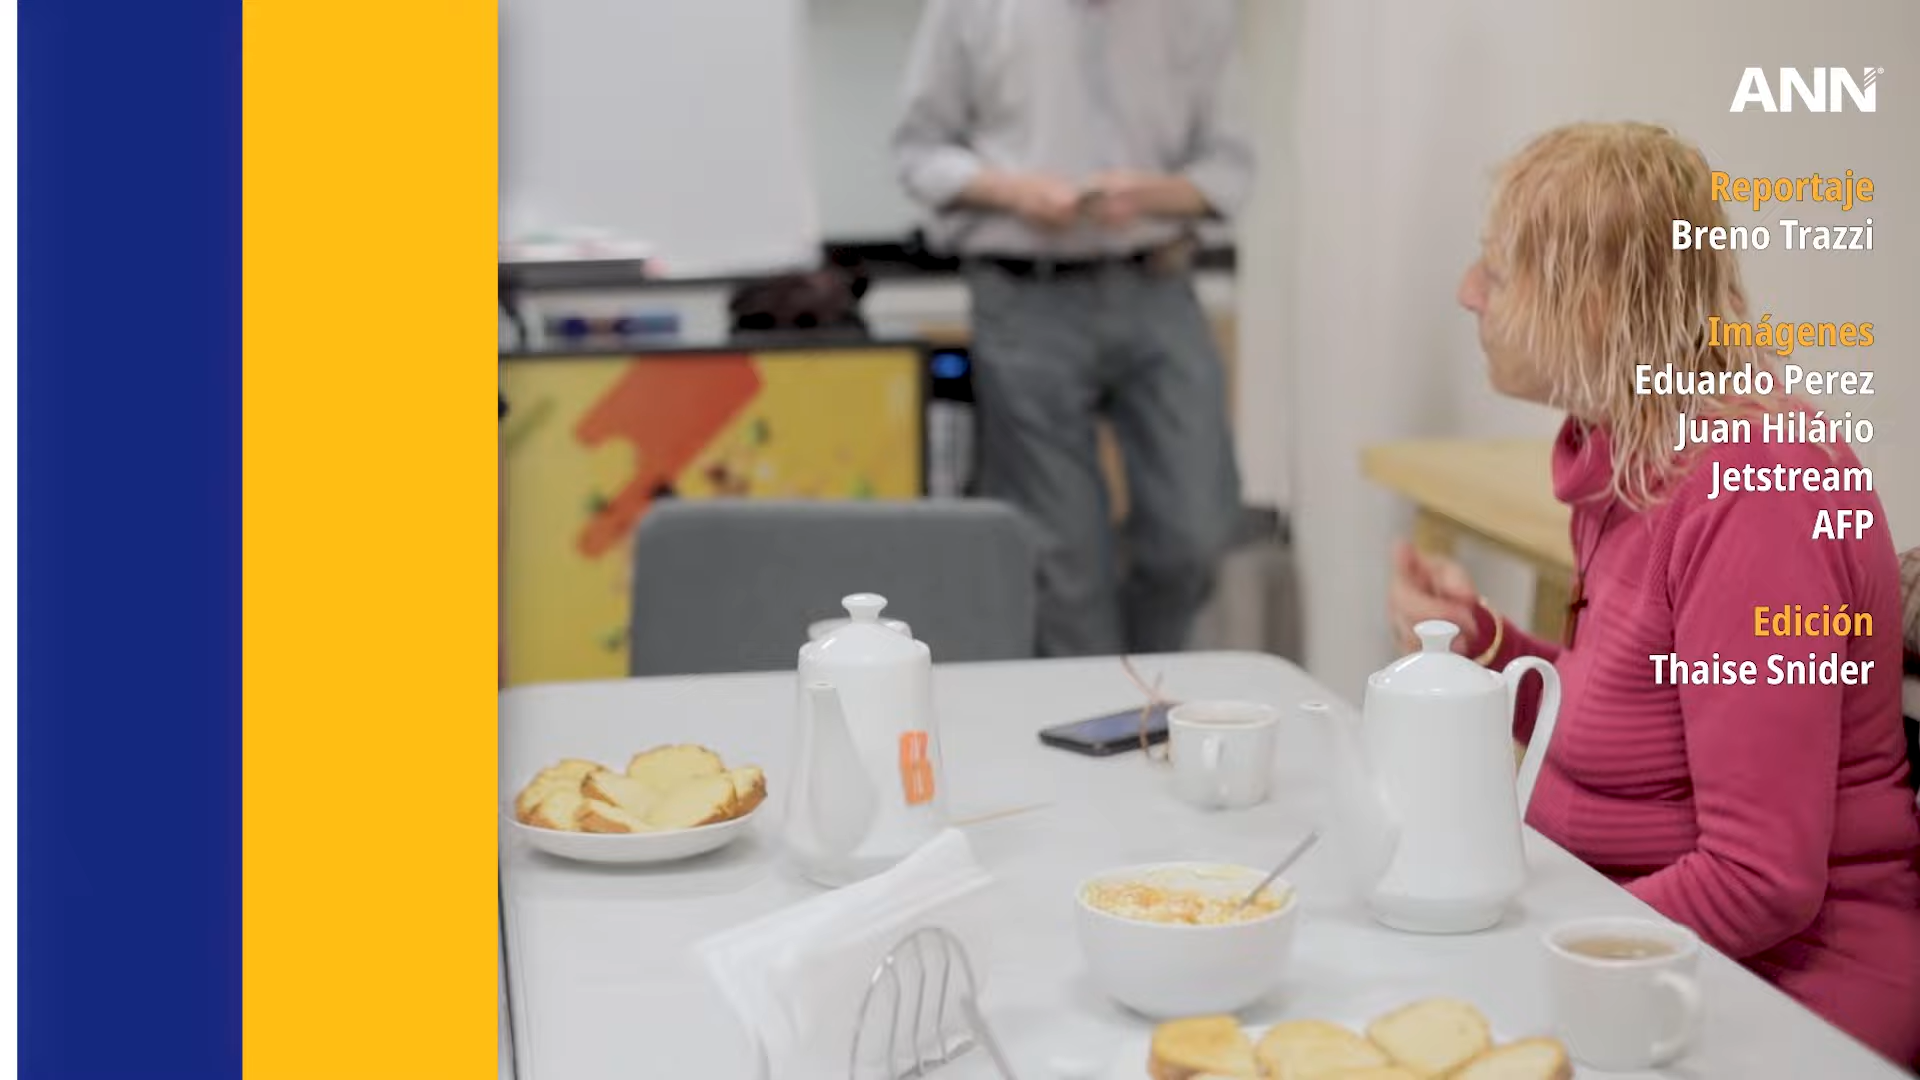 ANN
Reportaje
Breno Trazzi
Imágenes
Eduardo Perez
Juan Hilário
Jetstream
AFP
Edición
Thaise Snider